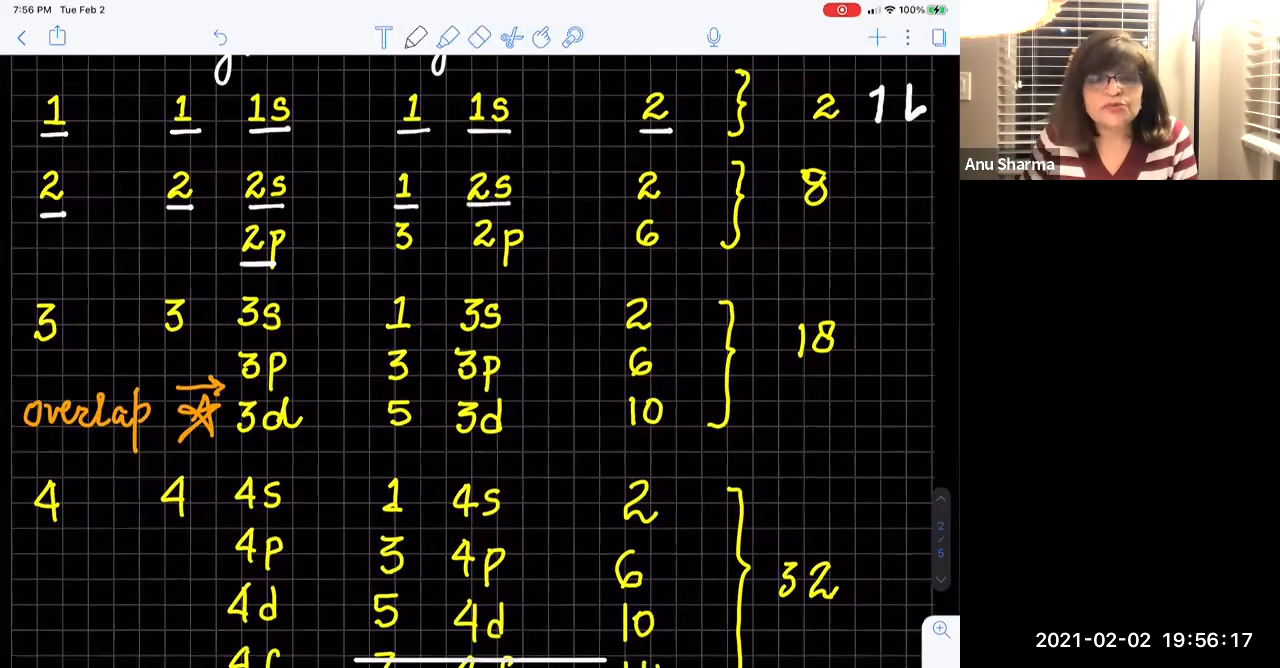 7:56 PM Tue Feb 2
100%
T
1 1 1s 1 1s 2 } 2 1
2 2 2s 1 2s 2 } 8
2p 3 2p 6
3 3 3s 1 3s 2 } 18
3p 3 3p 6
overlap → ☆ 3d 5 3d 10
4 4 4s 1 4s 2 } 32
4p 3 4p 6
4d 5 4d 10
Anu Sharma
2
/
5
2021-02-02 19:56:17